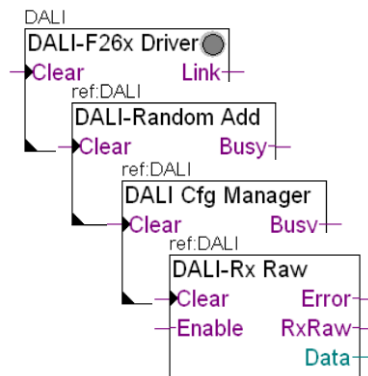 DALI
DALI-F26x Driver
Clear Link
ref:DALI
DALI-Random Add
Clear Busy
ref:DALI
DALI Cfg Manager
Clear Busy
ref:DALI
DALI-Rx Raw
Clear Error
Enable RxRaw
Data